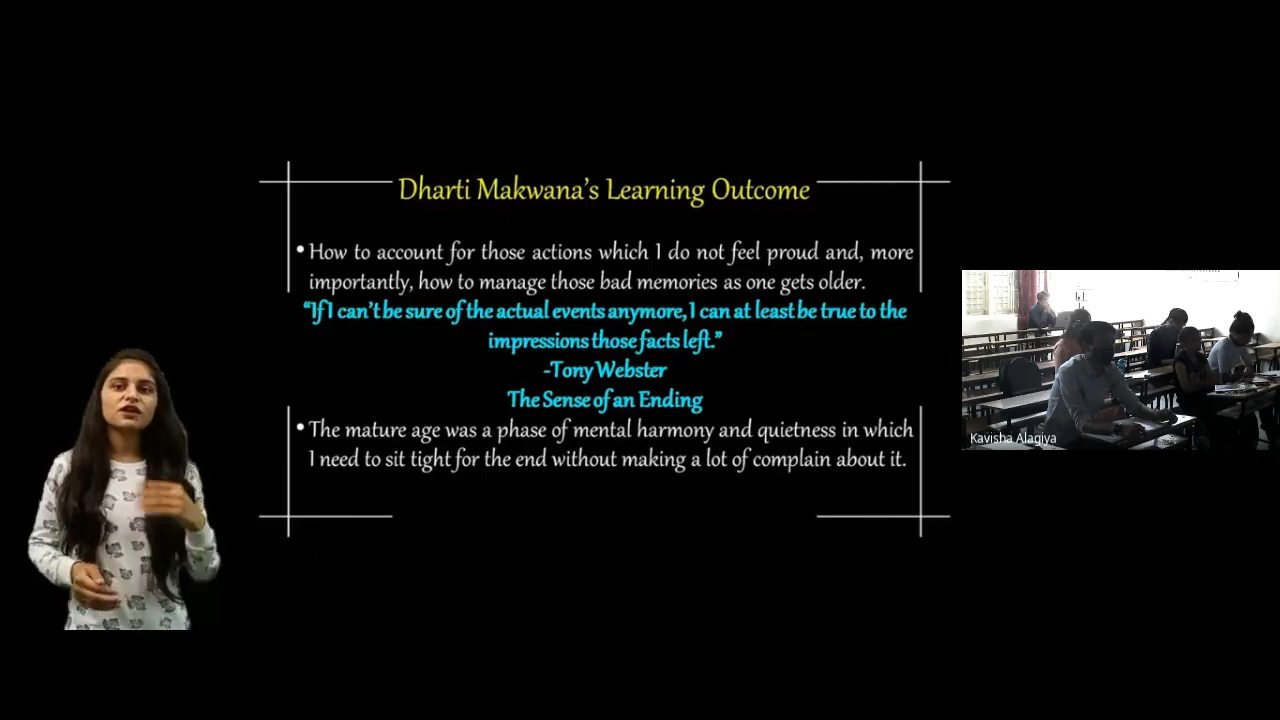 Dharti Makwana's Learning Outcome
• How to account for those actions which I do not feel proud and, more
importantly, how to manage those bad memories as one gets older.
“If I can't be sure of the actual events anymore, I can at least be true to the
impressions those facts left.”
-Tony Webster
The Sense of an Ending
• The mature age was a phase of mental harmony and quietness in which
I need to sit tight for the end without making a lot of complain about it.
Kavisha Alagiya